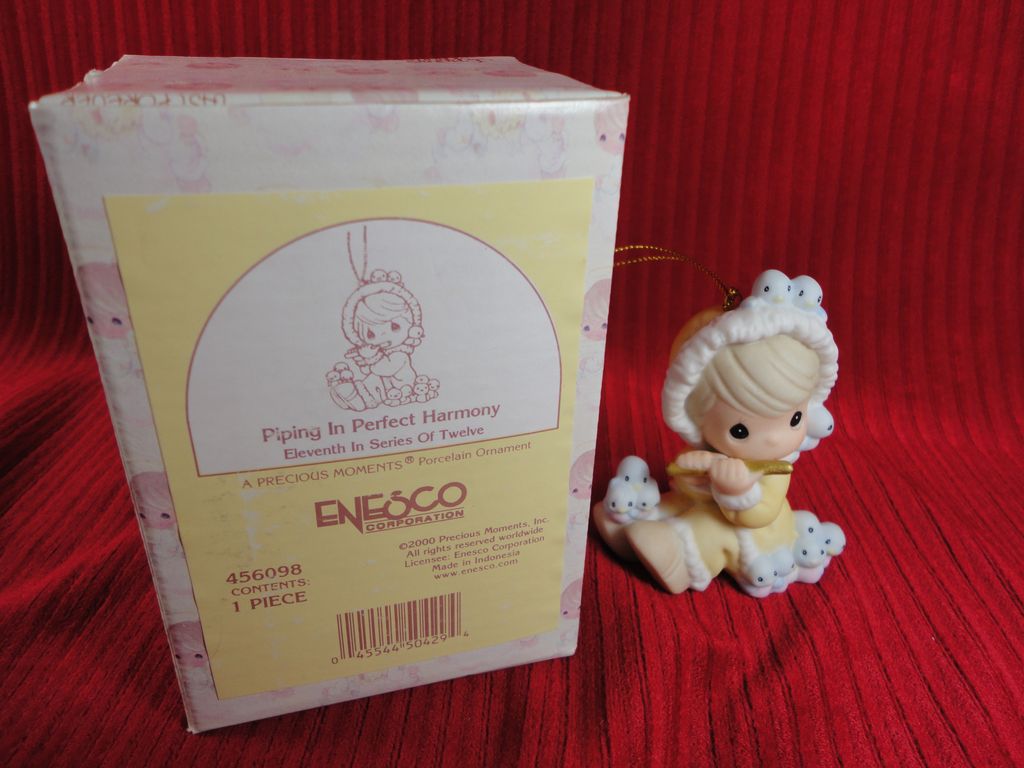 LAST FOREVER
Piping In Perfect Harmony
Eleventh In Series Of Twelve
A PRECIOUS MOMENTS® Porcelain Ornament
ENESCO
CORPORATION
©2000 Precious Moments, Inc.
All rights reserved worldwide
Licensee: Enesco Corporation
Made in Indonesia
www.enesco.com
456098
CONTENTS:
1 PIECE
0 45544 50429 4